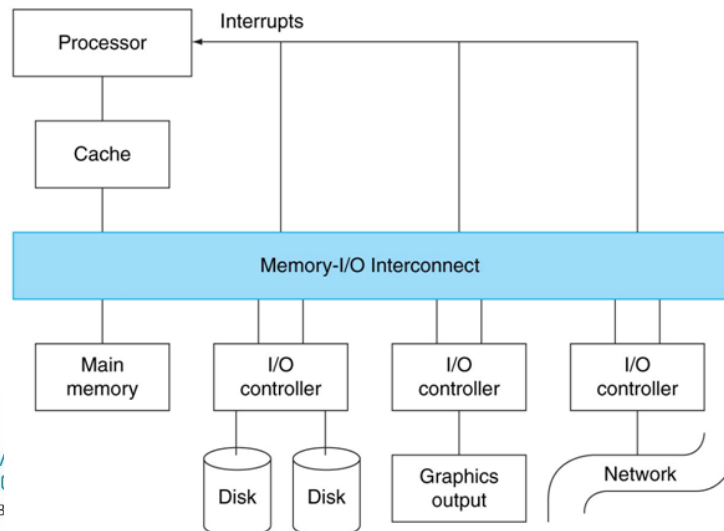 Interrupts
Processor
Cache
Memory-I/O Interconnect
Main
memory
I/O
controller
I/O
controller
I/O
controller
Disk
Disk
Graphics
output
Network